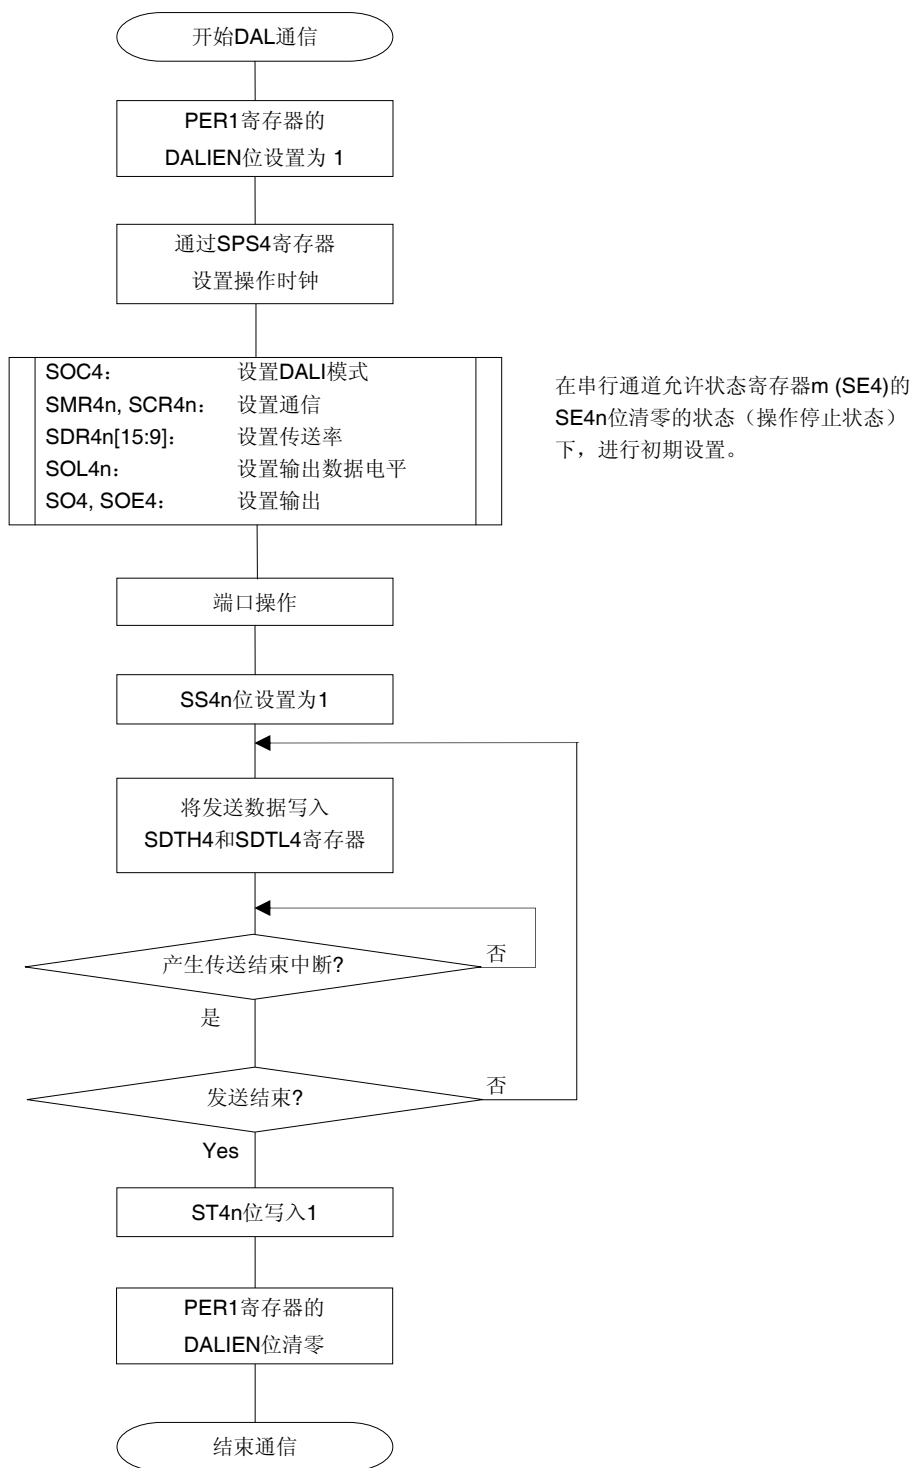 开始DAL通信
PER1寄存器的
DALIEN位设置为 1
通过SPS4寄存器
设置操作时钟
SOC4： 设置DALI模式
SMR4n, SCR4n： 设置通信
SDR4n[15:9]： 设置传送率
SOL4n： 设置输出数据电平
SO4, SOE4： 设置输出
在串行通道允许状态寄存器m (SE4)的
SE4n位清零的状态（操作停止状态）
下，进行初期设置。
端口操作
SS4n位设置为1
将发送数据写入
SDTH4和SDTL4寄存器
产生传送结束中断?
否
是
发送结束?
否
Yes
ST4n位写入1
PER1寄存器的
DALIEN位清零
结束通信